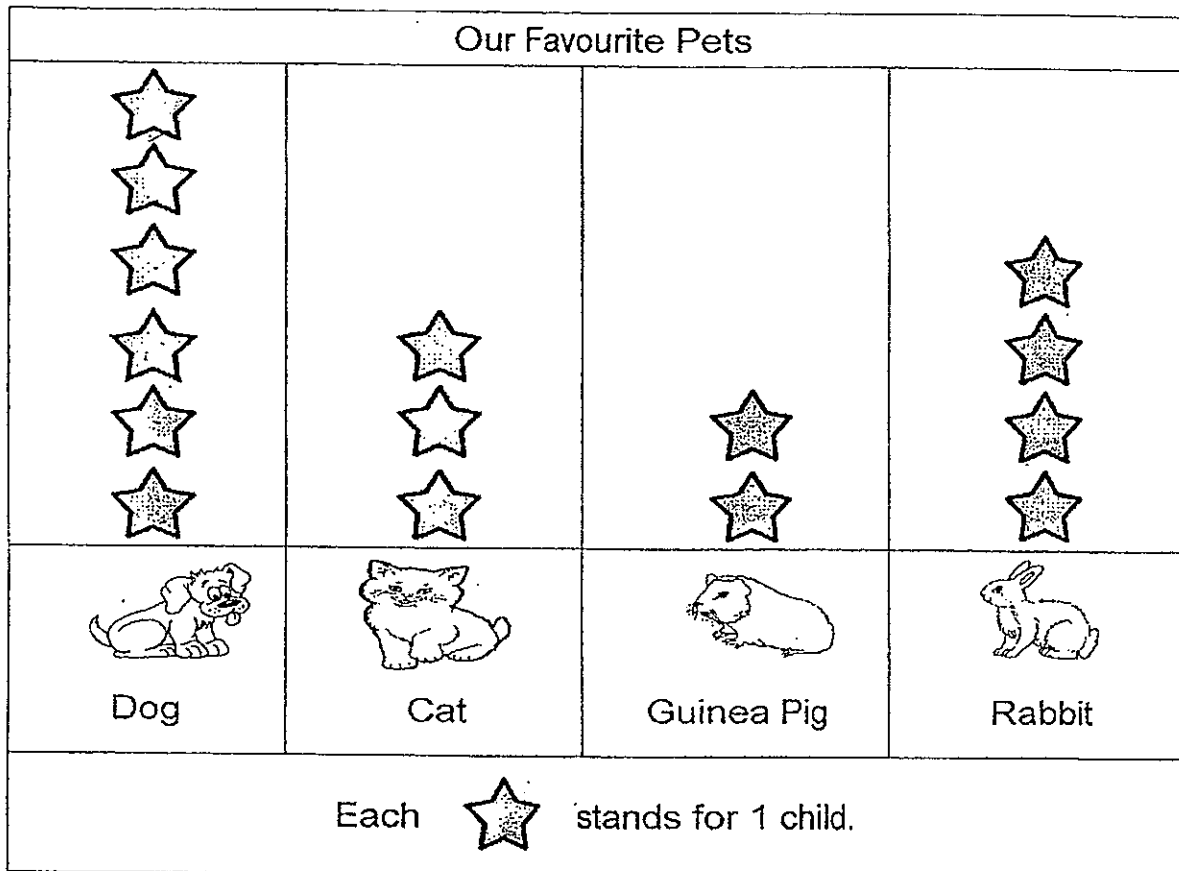 Our Favourite Pets
Dog
Cat
Guinea Pig
Rabbit
Each stands for 1 child.